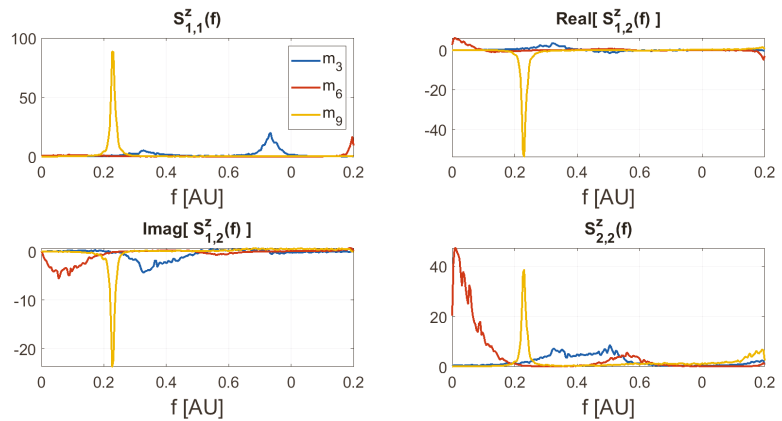 S^z_{1,1}(f)
100
50
0
0 0.2 0.4 0.6 0 0.2
f [AU]
m_3
m_6
m_9
Real[ S^z_{1,2}(f) ]
0
-20
-40
0 0.2 0.4 0.6 0 0.2
f [AU]
Imag[ S^z_{1,2}(f) ]
0
-10
-20
0 0.2 0.4 0.6 0 0.2
f [AU]
S^z_{2,2}(f)
40
20
0
0 0.2 0.4 0.6 0 0.2
f [AU]